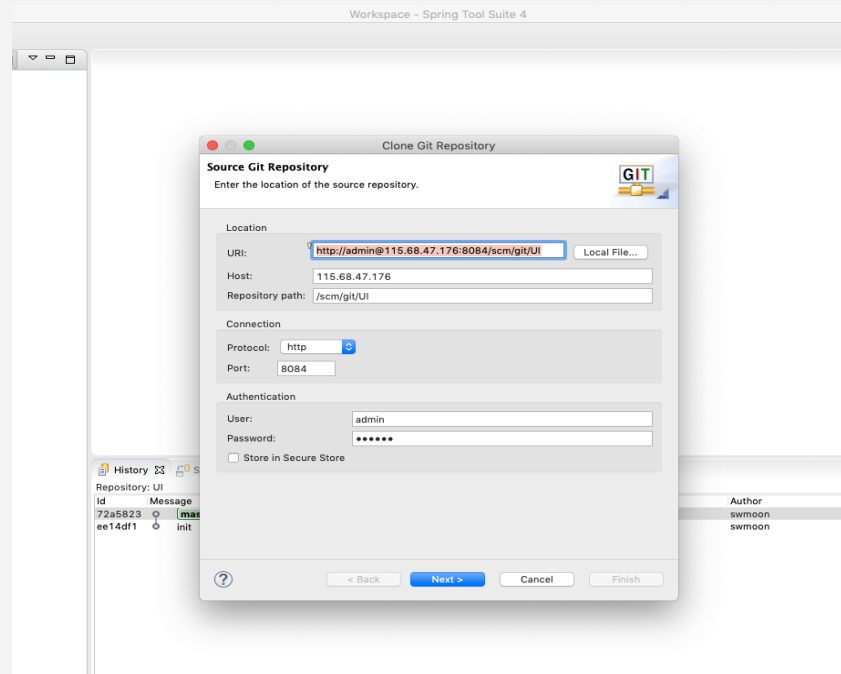 Workspace - Spring Tool Suite 4
Clone Git Repository
Source Git Repository
Enter the location of the source repository.
GIT
Location
URI: http://admin@115.68.47.176:8084/scm/git/UI Local File...
Host: 115.68.47.176
Repository path: /scm/git/UI
Connection
Protocol: http
Port: 8084
Authentication
User: admin
Password: ••••••
Store in Secure Store
History S
Repository: UI
Id Message Author
72a5823 mas swmoon
ee14df1 init swmoon
? < Back Next > Cancel Finish